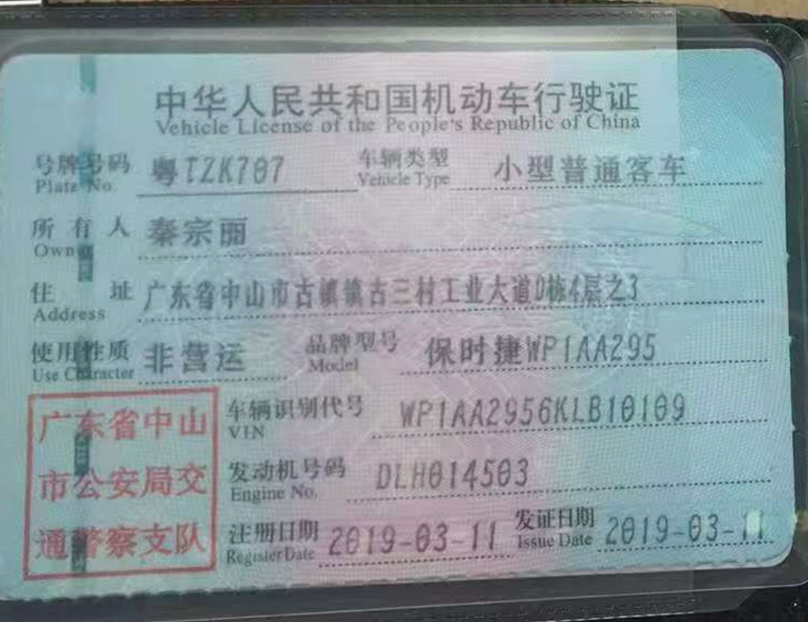 中华人民共和国机动车行驶证
Vehicle License of the People's Republic of China
号牌号码 粤TZK707 车辆类型 小型普通客车
Plate No. Vehicle Type
所有人 秦宗丽
Owner
住址 广东省中山市古镇镇古三村工业大道D栋4层之3
Address
使用性质 非营运 品牌型号 保时捷WP1AA295
Use Character Model
广东省中山
市公安局交
通警察支队
车辆识别代号 WP1AA2956KLB10109
VIN
发动机号码 DLH014503
Engine No.
注册日期 2019-03-11 发证日期 2019-03-11
Register Date Issue Date